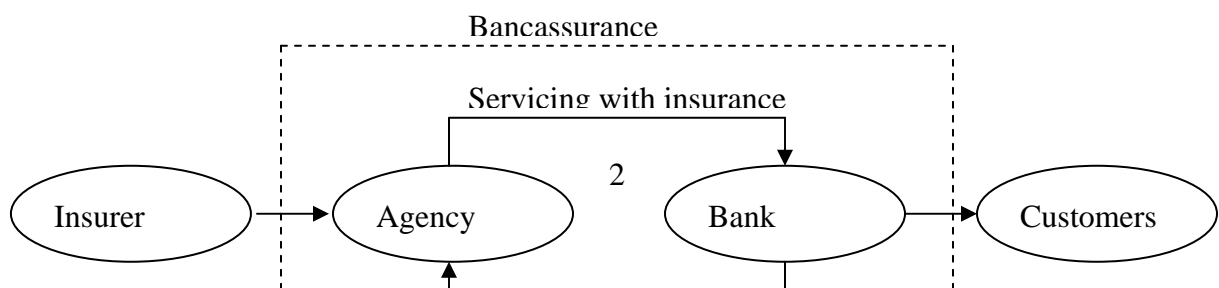 Bancassurance
Servicing with insurance
2
Insurer
Agency
Bank
Customers